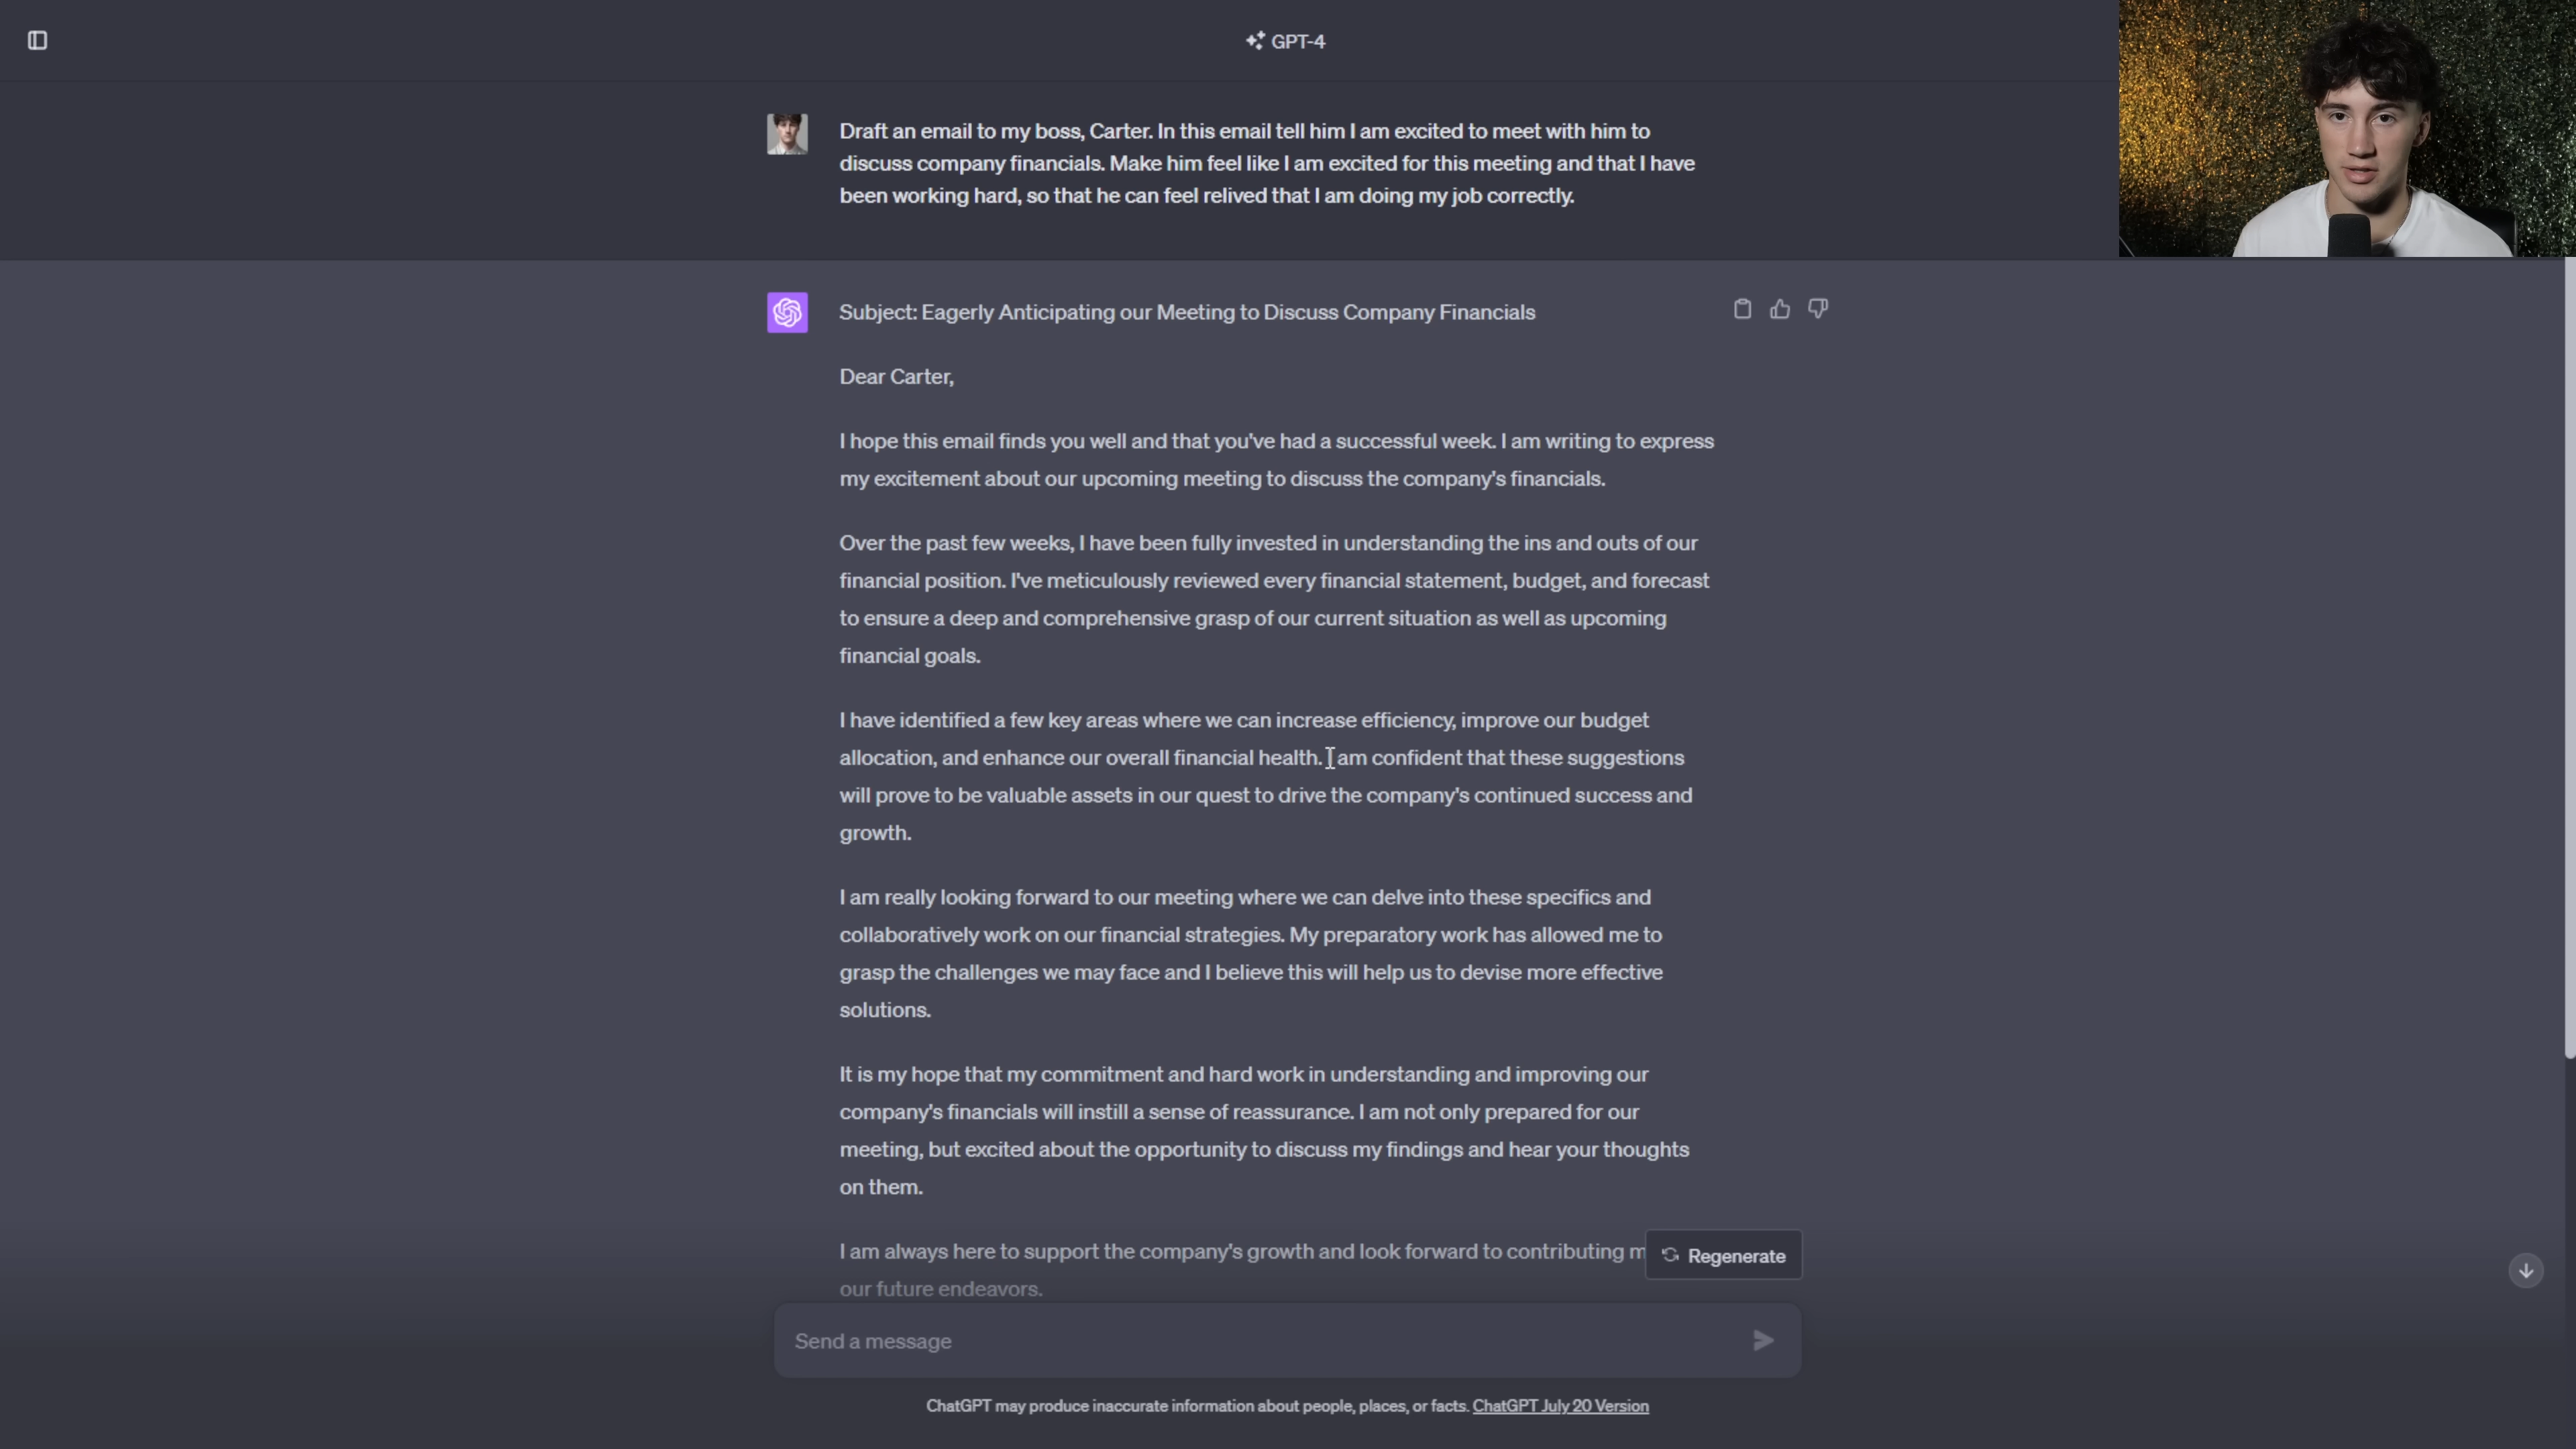 GPT-4
Draft an email to my boss, Carter. In this email tell him I am excited to meet with him to
discuss company financials. Make him feel like I am excited for this meeting and that I have
been working hard, so that he can feel relived that I am doing my job correctly.
Subject: Eagerly Anticipating our Meeting to Discuss Company Financials
Dear Carter,
I hope this email finds you well and that you've had a successful week. I am writing to express
my excitement about our upcoming meeting to discuss the company's financials.
Over the past few weeks, I have been fully invested in understanding the ins and outs of our
financial position. I've meticulously reviewed every financial statement, budget, and forecast
to ensure a deep and comprehensive grasp of our current situation as well as upcoming
financial goals.
I have identified a few key areas where we can increase efficiency, improve our budget
allocation, and enhance our overall financial health. I am confident that these suggestions
will prove to be valuable assets in our quest to drive the company's continued success and
growth.
I am really looking forward to our meeting where we can delve into these specifics and
collaboratively work on our financial strategies. My preparatory work has allowed me to
grasp the challenges we may face and I believe this will help us to devise more effective
solutions.
It is my hope that my commitment and hard work in understanding and improving our
company's financials will instill a sense of reassurance. I am not only prepared for our
meeting, but excited about the opportunity to discuss my findings and hear your thoughts
on them.
I am always here to support the company's growth and look forward to contributing
Regenerate
our future endeavors.
Send a message
ChatGPT may produce inaccurate information about people, places, or facts. ChatGPT July 20 Version